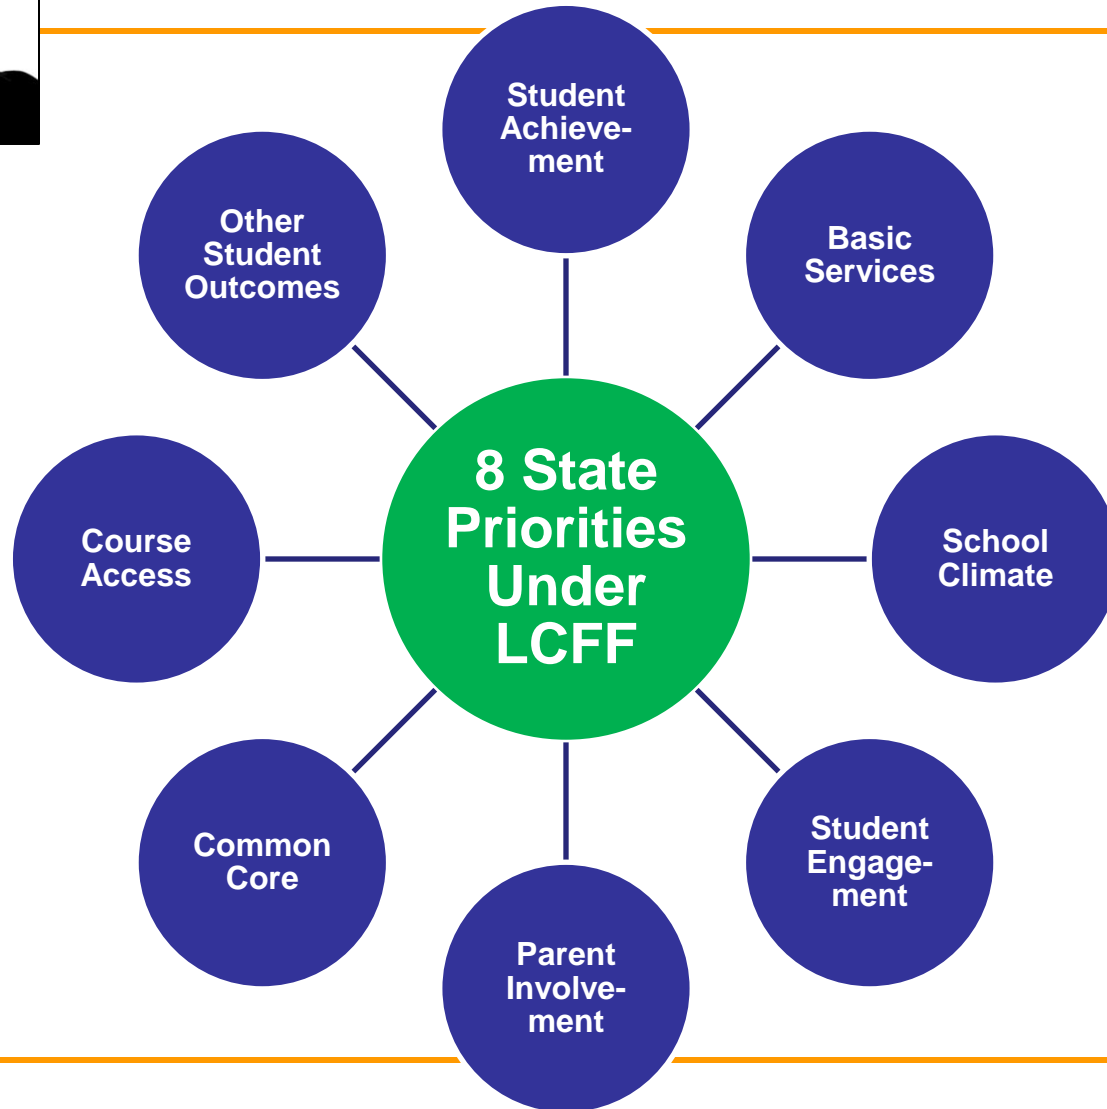 Student
Achieve-
ment
Basic
Services
School
Climate
Student
Engage-
ment
Parent
Involve-
ment
Common
Core
Course
Access
Other
Student
Outcomes
8 State
Priorities
Under
LCFF